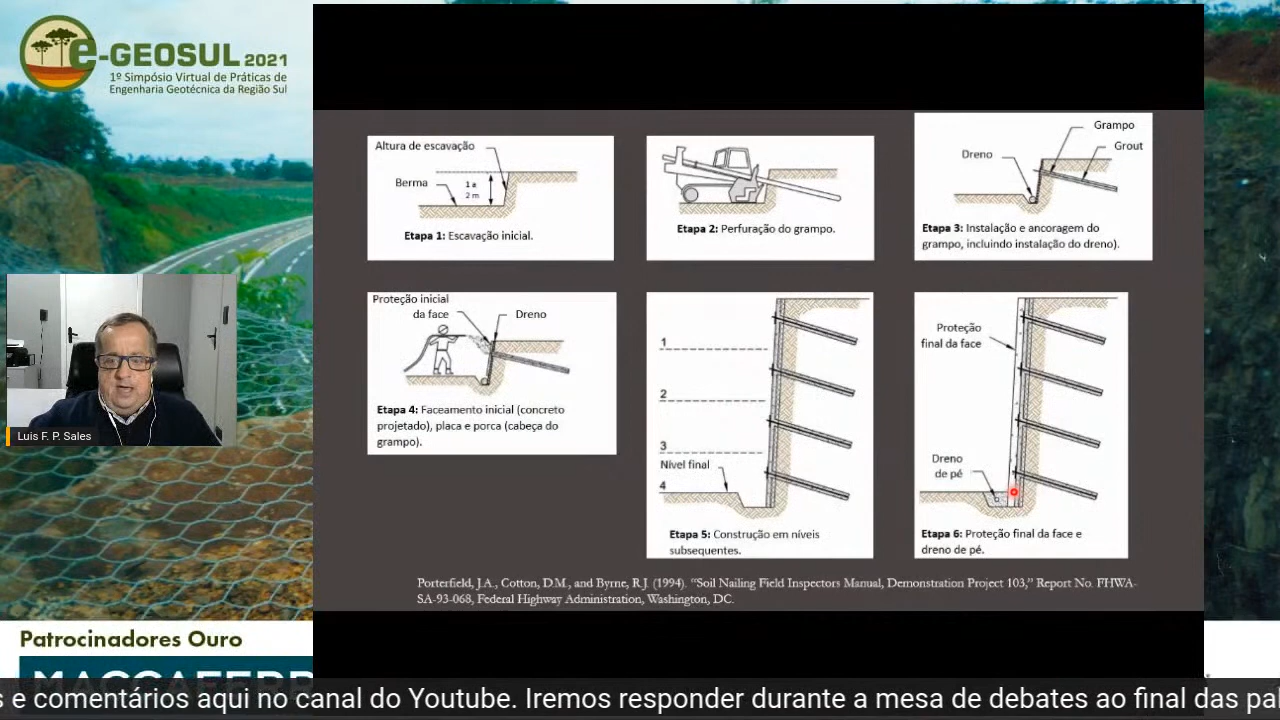 e-GEOSUL 2021
1º Simpósio Virtual de Práticas de
Engenharia Geotécnica da Região Sul
Altura de escavação
Berma
1 a
2 m
Etapa 1: Escavação inicial.
Etapa 2: Perfuração do grampo.
Grampo
Grout
Dreno
Etapa 3: Instalação e ancoragem do
grampo, incluindo instalação do dreno).
Proteção inicial
da face
Dreno
Etapa 4: Faceamento inicial (concreto
projetado), placa e porca (cabeça do
grampo).
1
2
3
Nível final
4
Etapa 5: Construção em níveis
subsequentes.
Proteção
final da face
Dreno
de pé
Etapa 6: Proteção final da face e
dreno de pé.
Porterfield, J.A., Cotton, D.M., and Byrne, R.J. (1994). “Soil Nailing Field Inspectors Manual, Demonstration Project 103,” Report No. FHWA-
SA-93-068, Federal Highway Administration, Washington, DC.
Luis F. P. Sales
Patrocinadores Ouro
MACCAFERR
s e comentários aqui no canal do Youtube. Iremos responder durante a mesa de debates ao final das pal